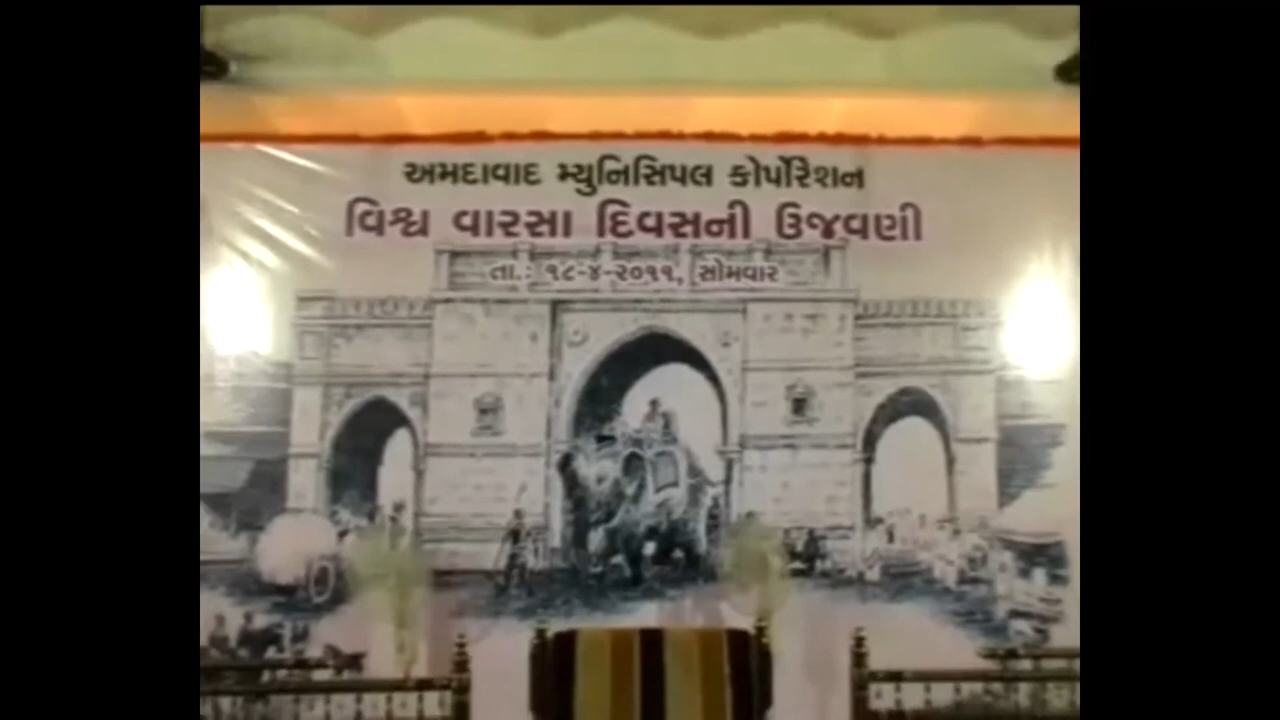 અમદાવાદ મ્યુનિસિપલ કોર્પોરેશન
વિશ્વ વારસા દિવસની ઉજવણી
તા.: ૧૮-૪-૨૦૧૧, સોમવાર